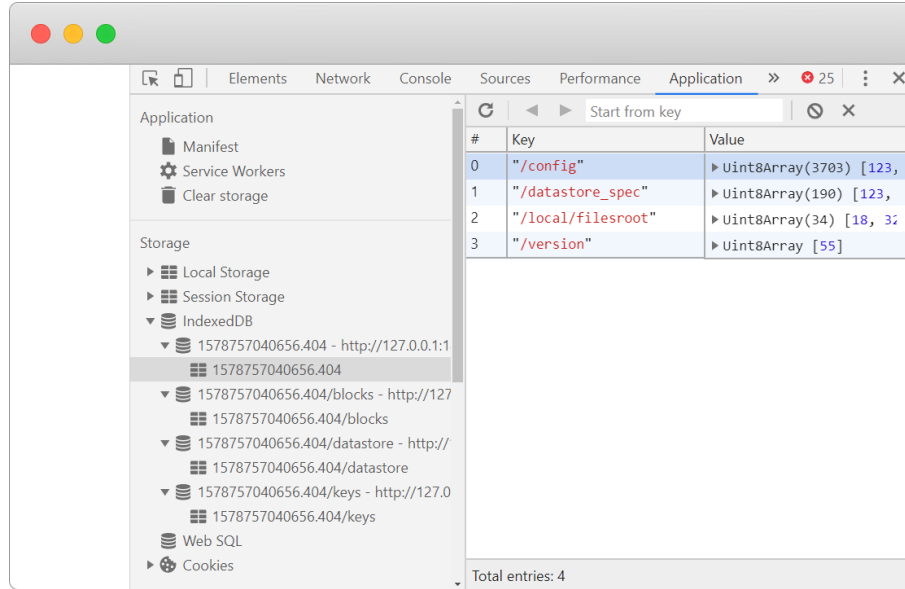 Elements Network Console Sources Performance Application » 25
Application
Manifest
Service Workers
Clear storage
Storage
Local Storage
Session Storage
IndexedDB
1578757040656.404 - http://127.0.0.1:1
1578757040656.404
1578757040656.404/blocks - http://127
1578757040656.404/blocks
1578757040656.404/datastore - http://
1578757040656.404/datastore
1578757040656.404/keys - http://127.0
1578757040656.404/keys
Web SQL
Cookies
Start from key
# Key Value
0 "/config" Uint8Array(3703) [123,
1 "/datastore_spec" Uint8Array(190) [123,
2 "/local/filesroot" Uint8Array(34) [18, 32
3 "/version" Uint8Array [55]
Total entries: 4